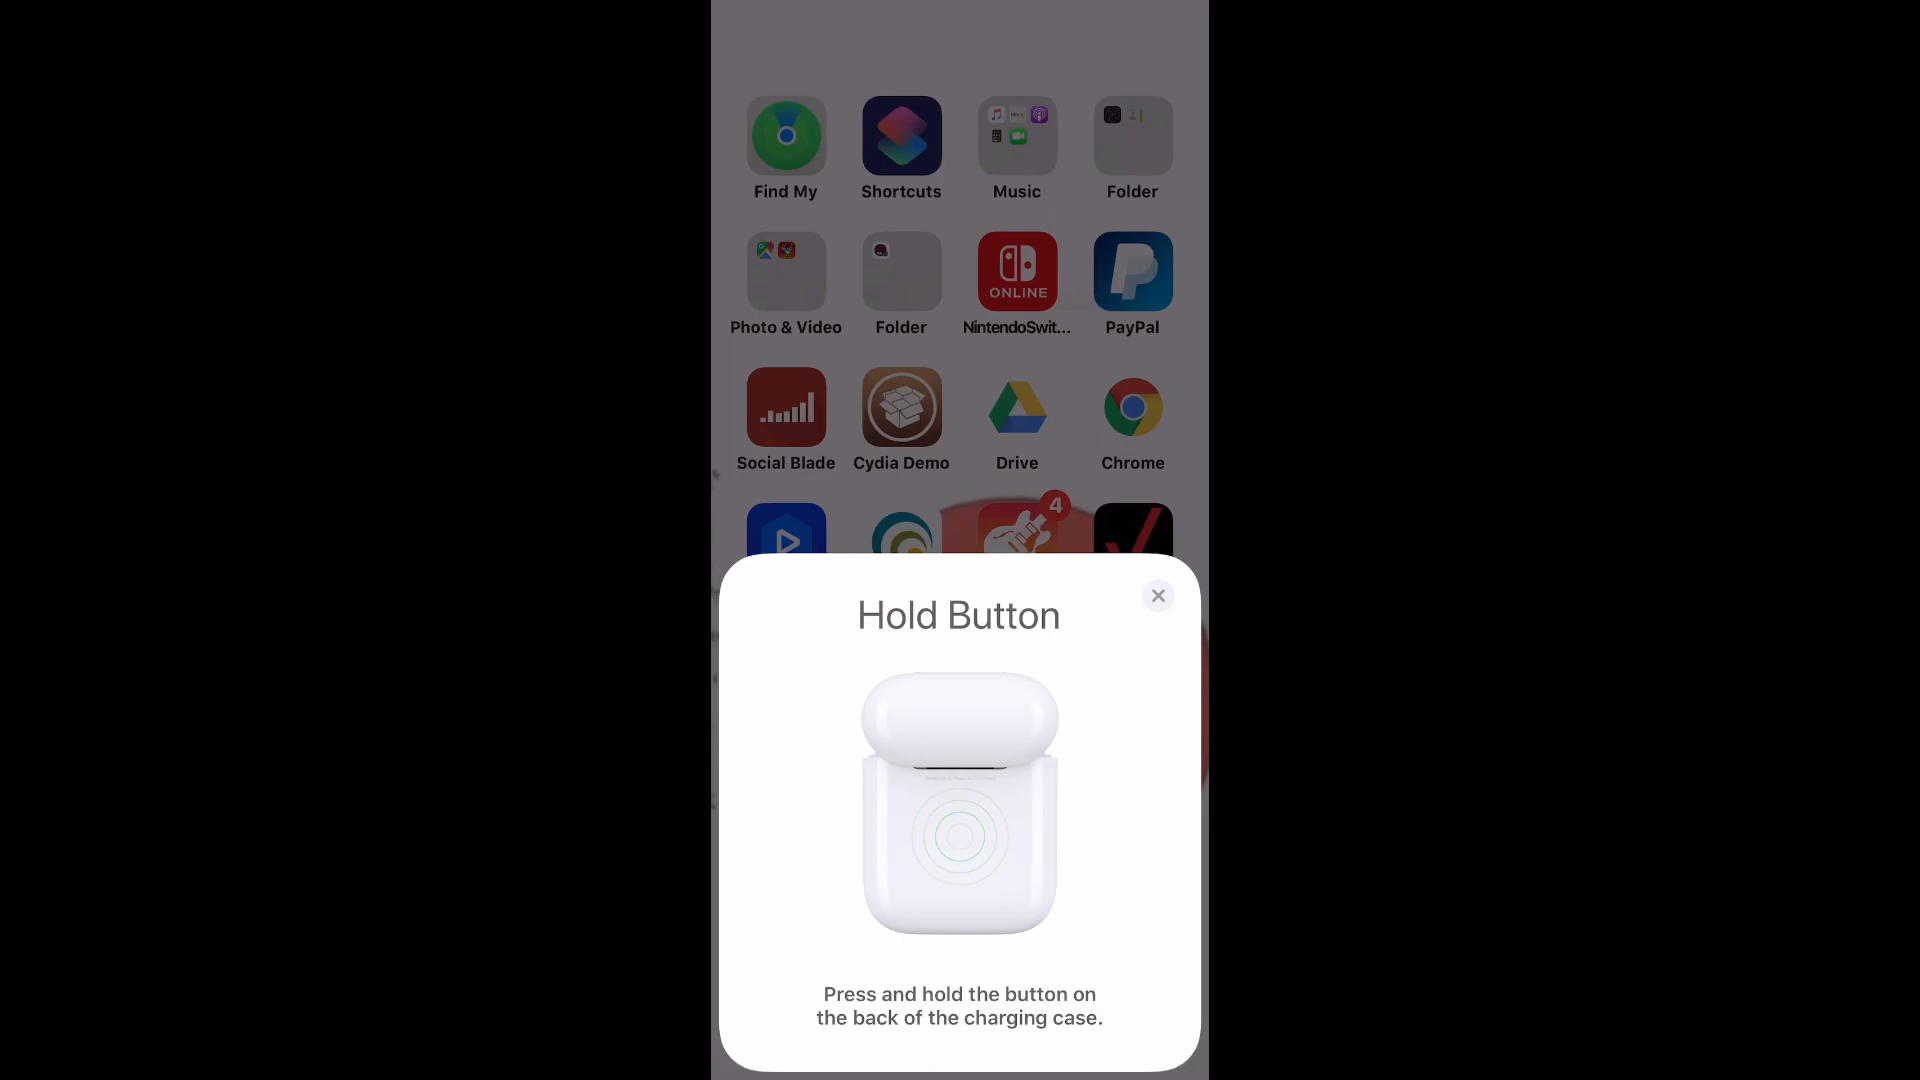 Find My
Shortcuts
Music
Folder
Photo & Video
Folder
ONLINE
NintendoSwit...
PayPal
Social Blade
Cydia Demo
Drive
Chrome
4
Hold Button
Press and hold the button on
the back of the charging case.